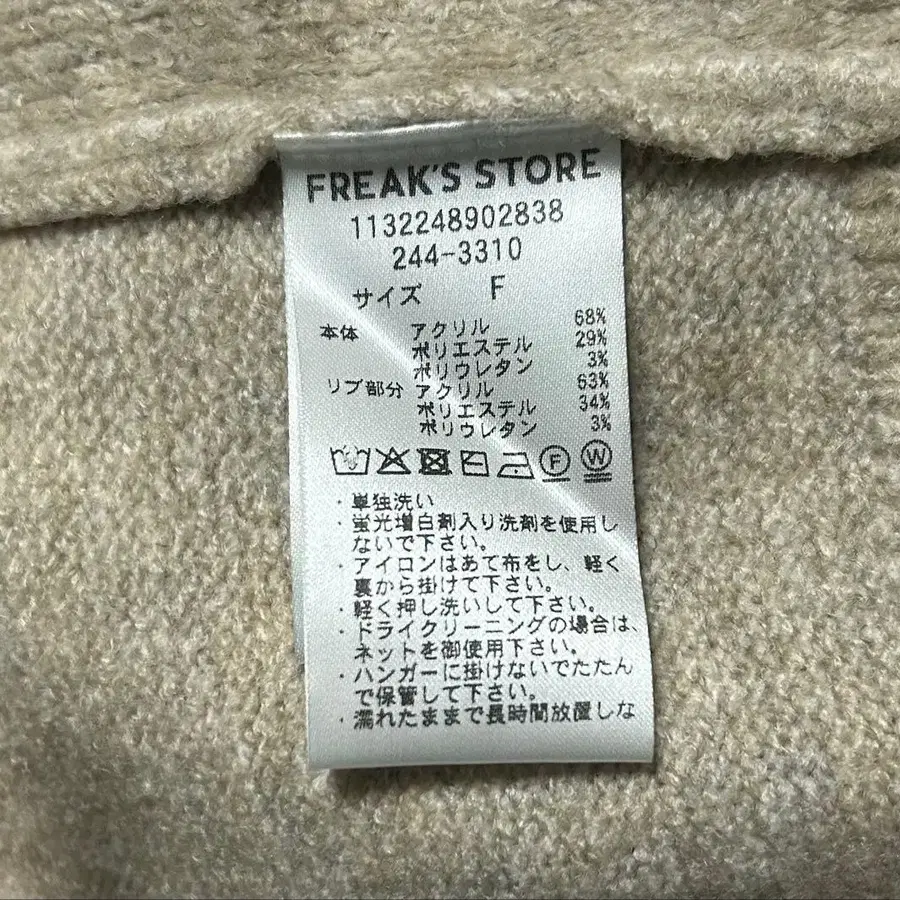 FREAK'S STORE
1132248902838
244-3310
サイズ F
本体 アクリル 68%
ポリエステル 29%
ポリウレタン 3%
リブ部分 アクリル 63%
ポリエステル 34%
ポリウレタン 3%
F W
・単独洗い
・蛍光増白剤入り洗剤を使用し
ないで下さい。
・アイロンはあて布をし、軽く
裏から掛けて下さい。
・軽く押し洗いして下さい。
・ドライクリーニングの場合は、
ネットを御使用下さい。
・ハンガーに掛けないでたたん
で保管して下さい。
・濡れたままで長時間放置しな